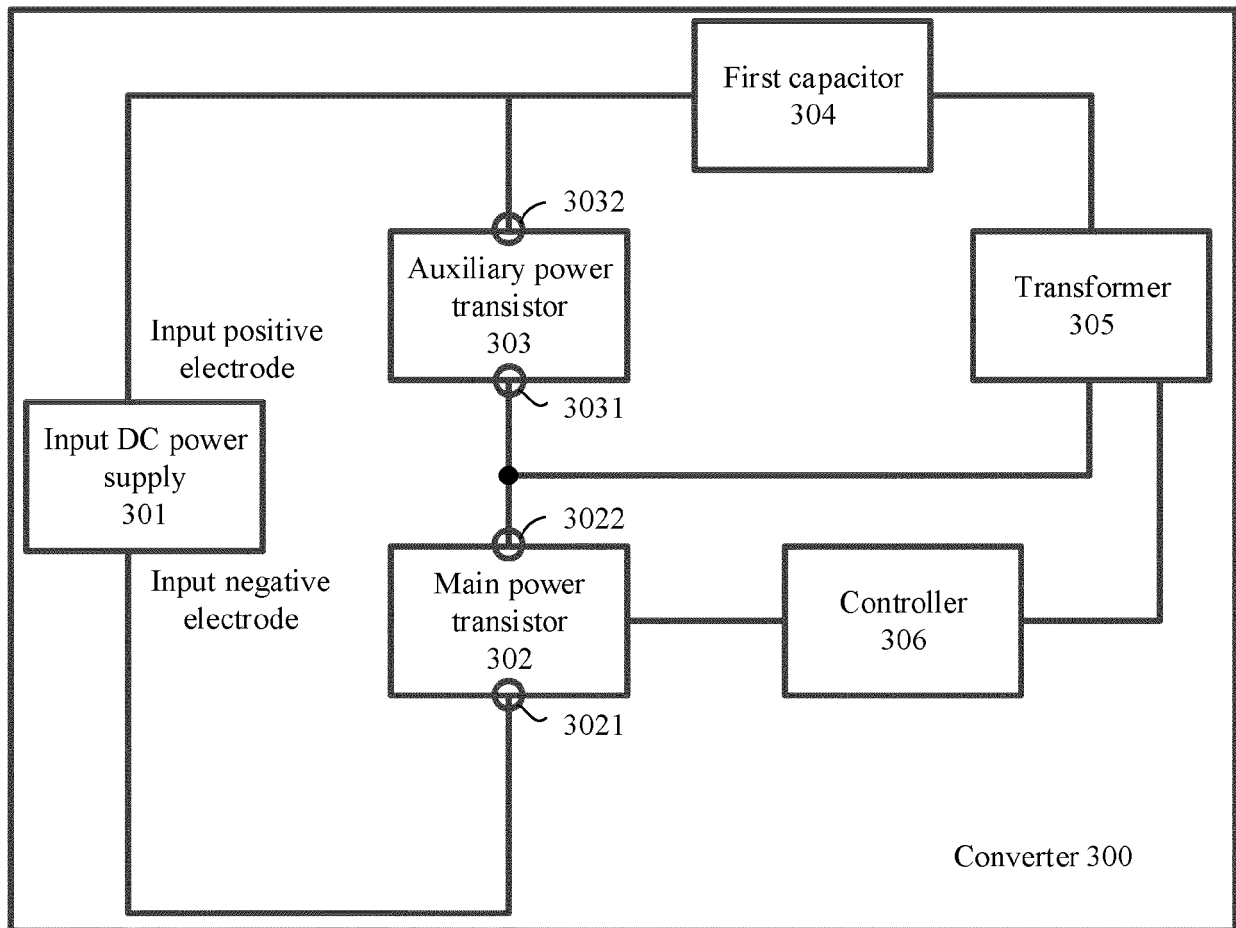 First capacitor
304
3032
Auxiliary power
transistor
303
Transformer
305
Input positive
electrode
3031
Input DC power
supply
301
3022
Input negative
electrode
Main power
transistor
302
Controller
306
3021
Converter 300